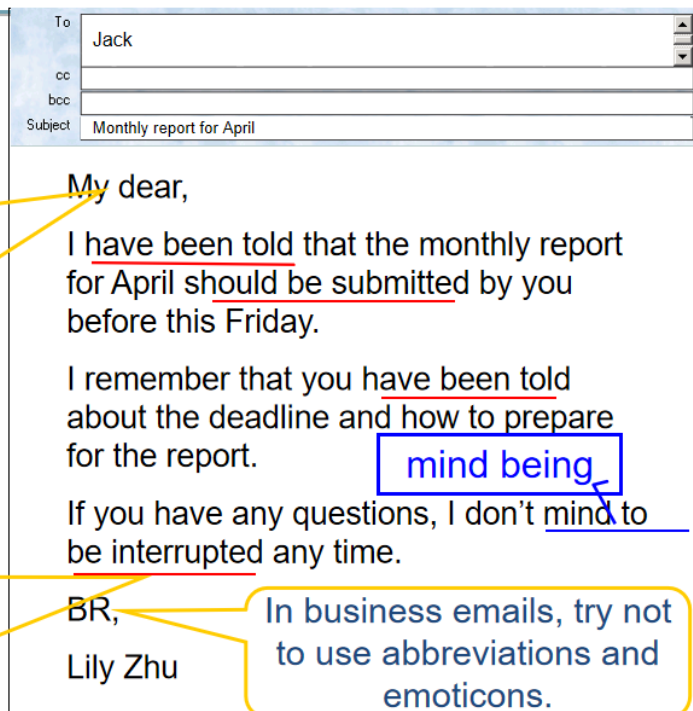 To
Jack
cc
bcc
Subject Monthly report for April
My dear,
I have been told that the monthly report
for April should be submitted by you
before this Friday.
I remember that you have been told
about the deadline and how to prepare
for the report.
mind being
If you have any questions, I don’t mind to
be interrupted any time.
BR,
Lily Zhu
In business emails, try not
to use abbreviations and
emoticons.